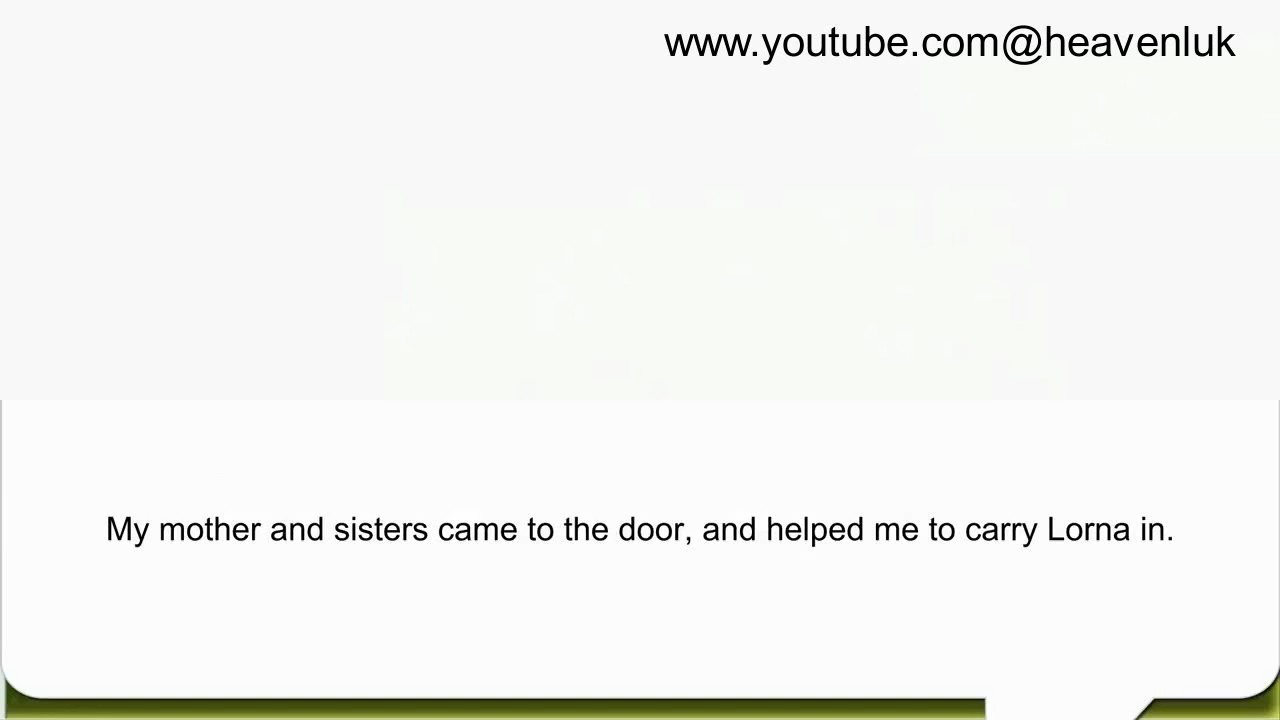 www.youtube.com@heavenluk
My mother and sisters came to the door, and helped me to carry Lorna in.